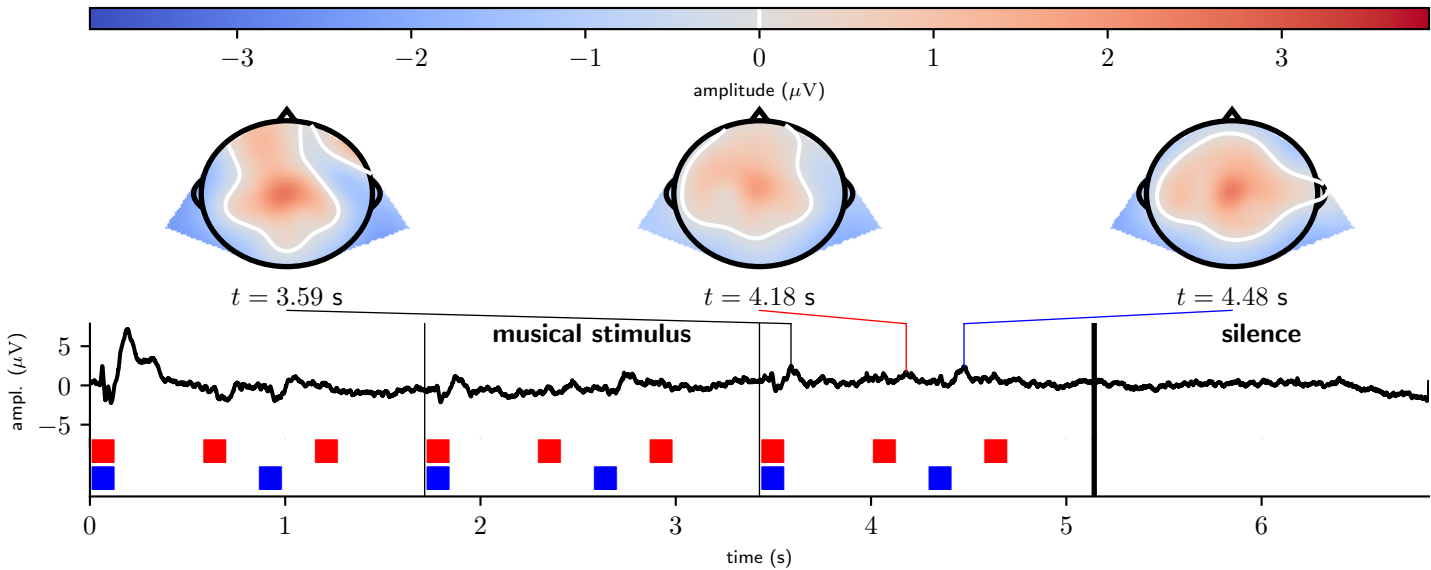 −3 −2 −1 0 1 2 3
amplitude (μV)
t = 3.59 s t = 4.18 s t = 4.48 s
musical stimulus silence
ampl. (μV)
5
0
−5
0 1 2 3 4 5 6
time (s)